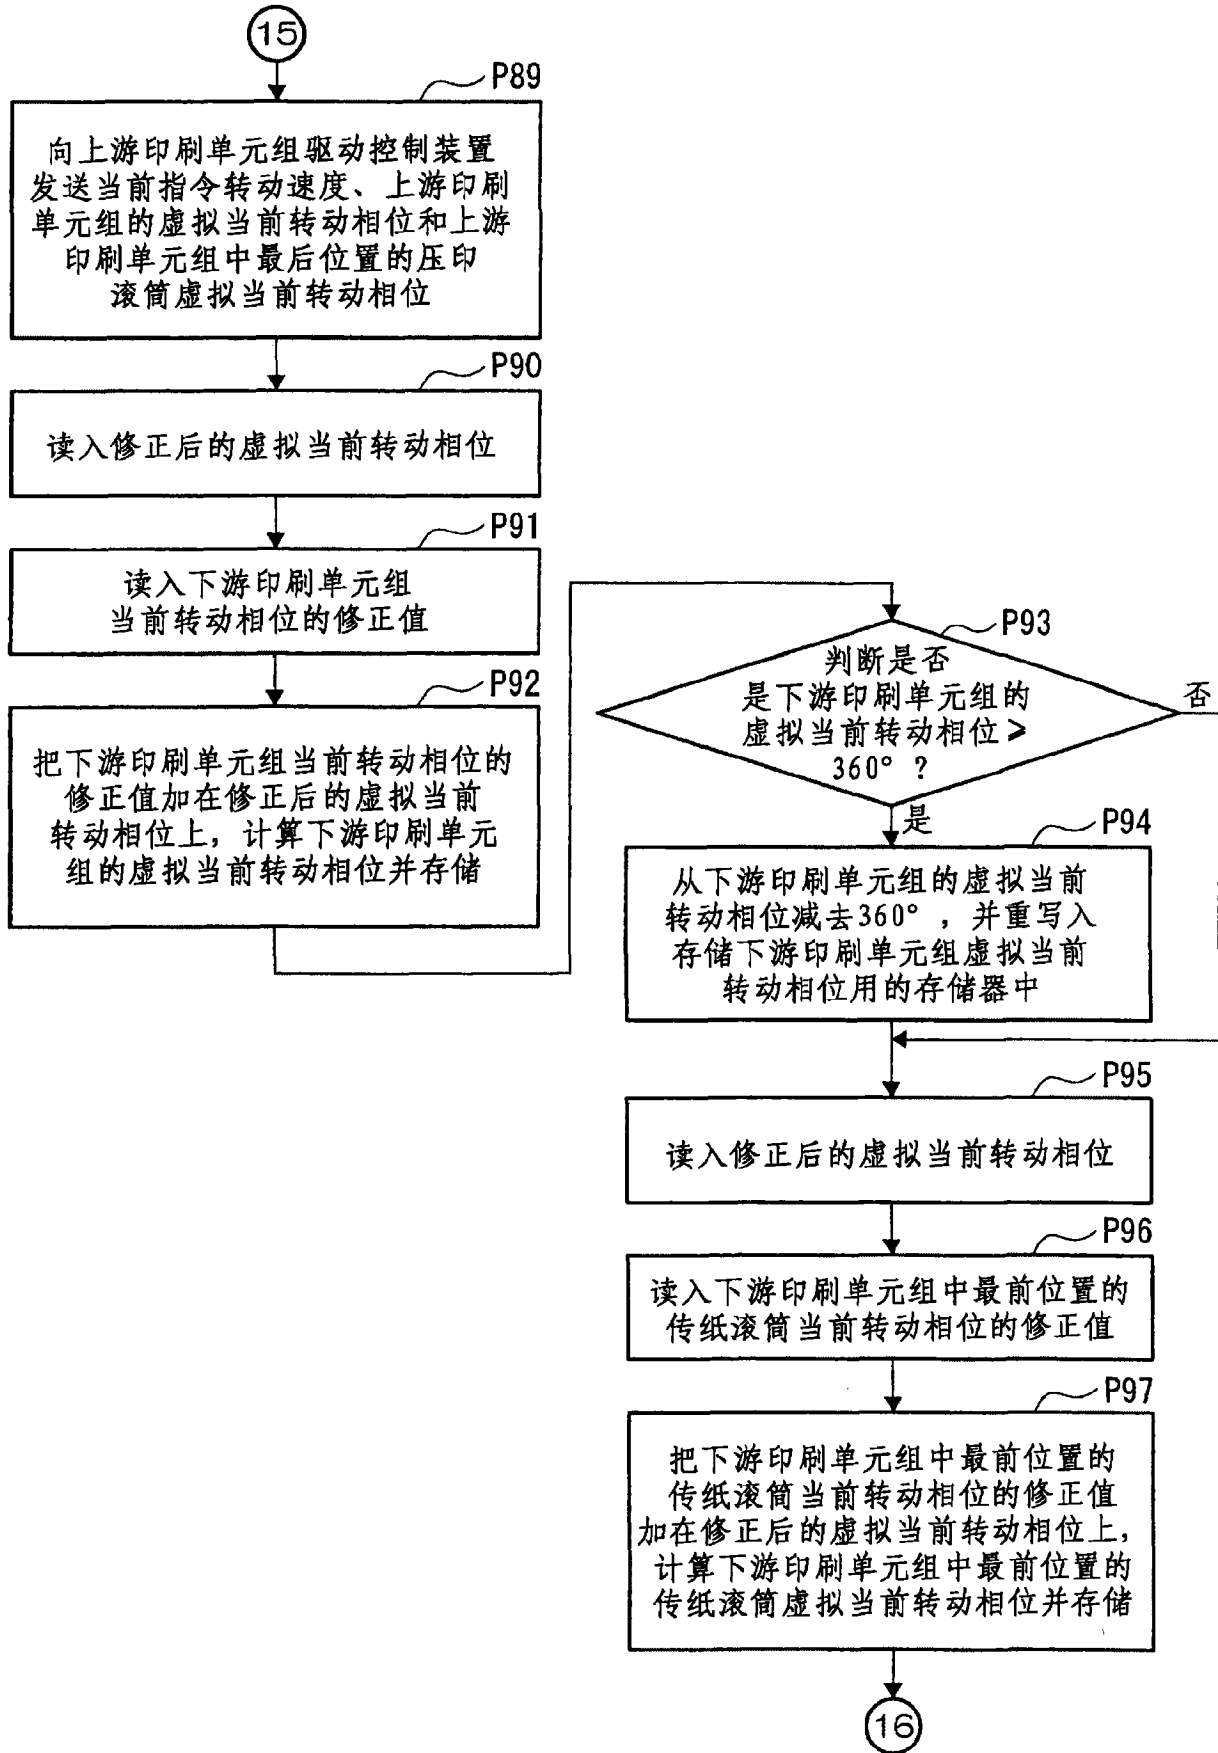 15
P89
向上游印刷单元组驱动控制装置
发送当前指令转动速度、上游印刷
单元组的虚拟当前转动相位和上游
印刷单元组中最后位置的压印
滚筒虚拟当前转动相位
P90
读入修正后的虚拟当前转动相位
P91
读入下游印刷单元组
当前转动相位的修正值
P92
把下游印刷单元组当前转动相位的
修正值加在修正后的虚拟当前
转动相位上，计算下游印刷单元
组的虚拟当前转动相位并存储
P93
判断是否
是下游印刷单元组的
虚拟当前转动相位≥
360°？
否
是
P94
从下游印刷单元组的虚拟当前
转动相位减去360°，并重写入
存储下游印刷单元组虚拟当前
转动相位用的存储器中
P95
读入修正后的虚拟当前转动相位
P96
读入下游印刷单元组中最前位置的
传纸滚筒当前转动相位的修正值
P97
把下游印刷单元组中最前位置的
传纸滚筒当前转动相位的修正值
加在修正后的虚拟当前转动相位上，
计算下游印刷单元组中最前位置的
传纸滚筒虚拟当前转动相位并存储
16